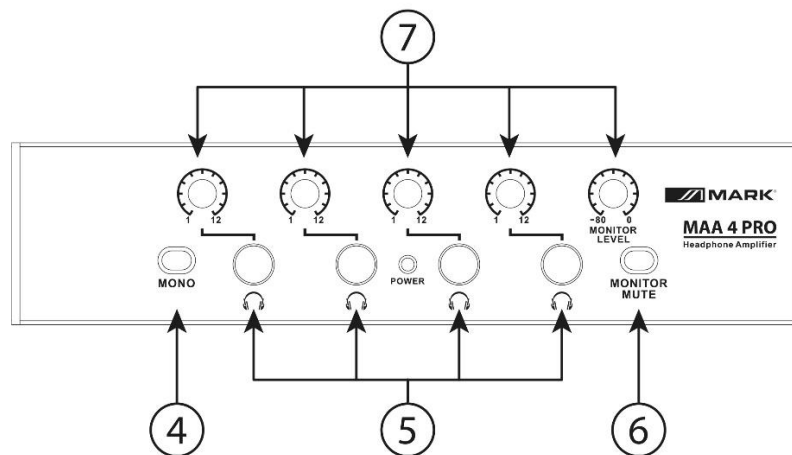 7
1 12
1 12
1 12
1 12
-80 0
MONITOR
LEVEL
MARK
MAA 4 PRO
Headphone Amplifier
MONO
POWER
MONITOR
MUTE
4
5
6